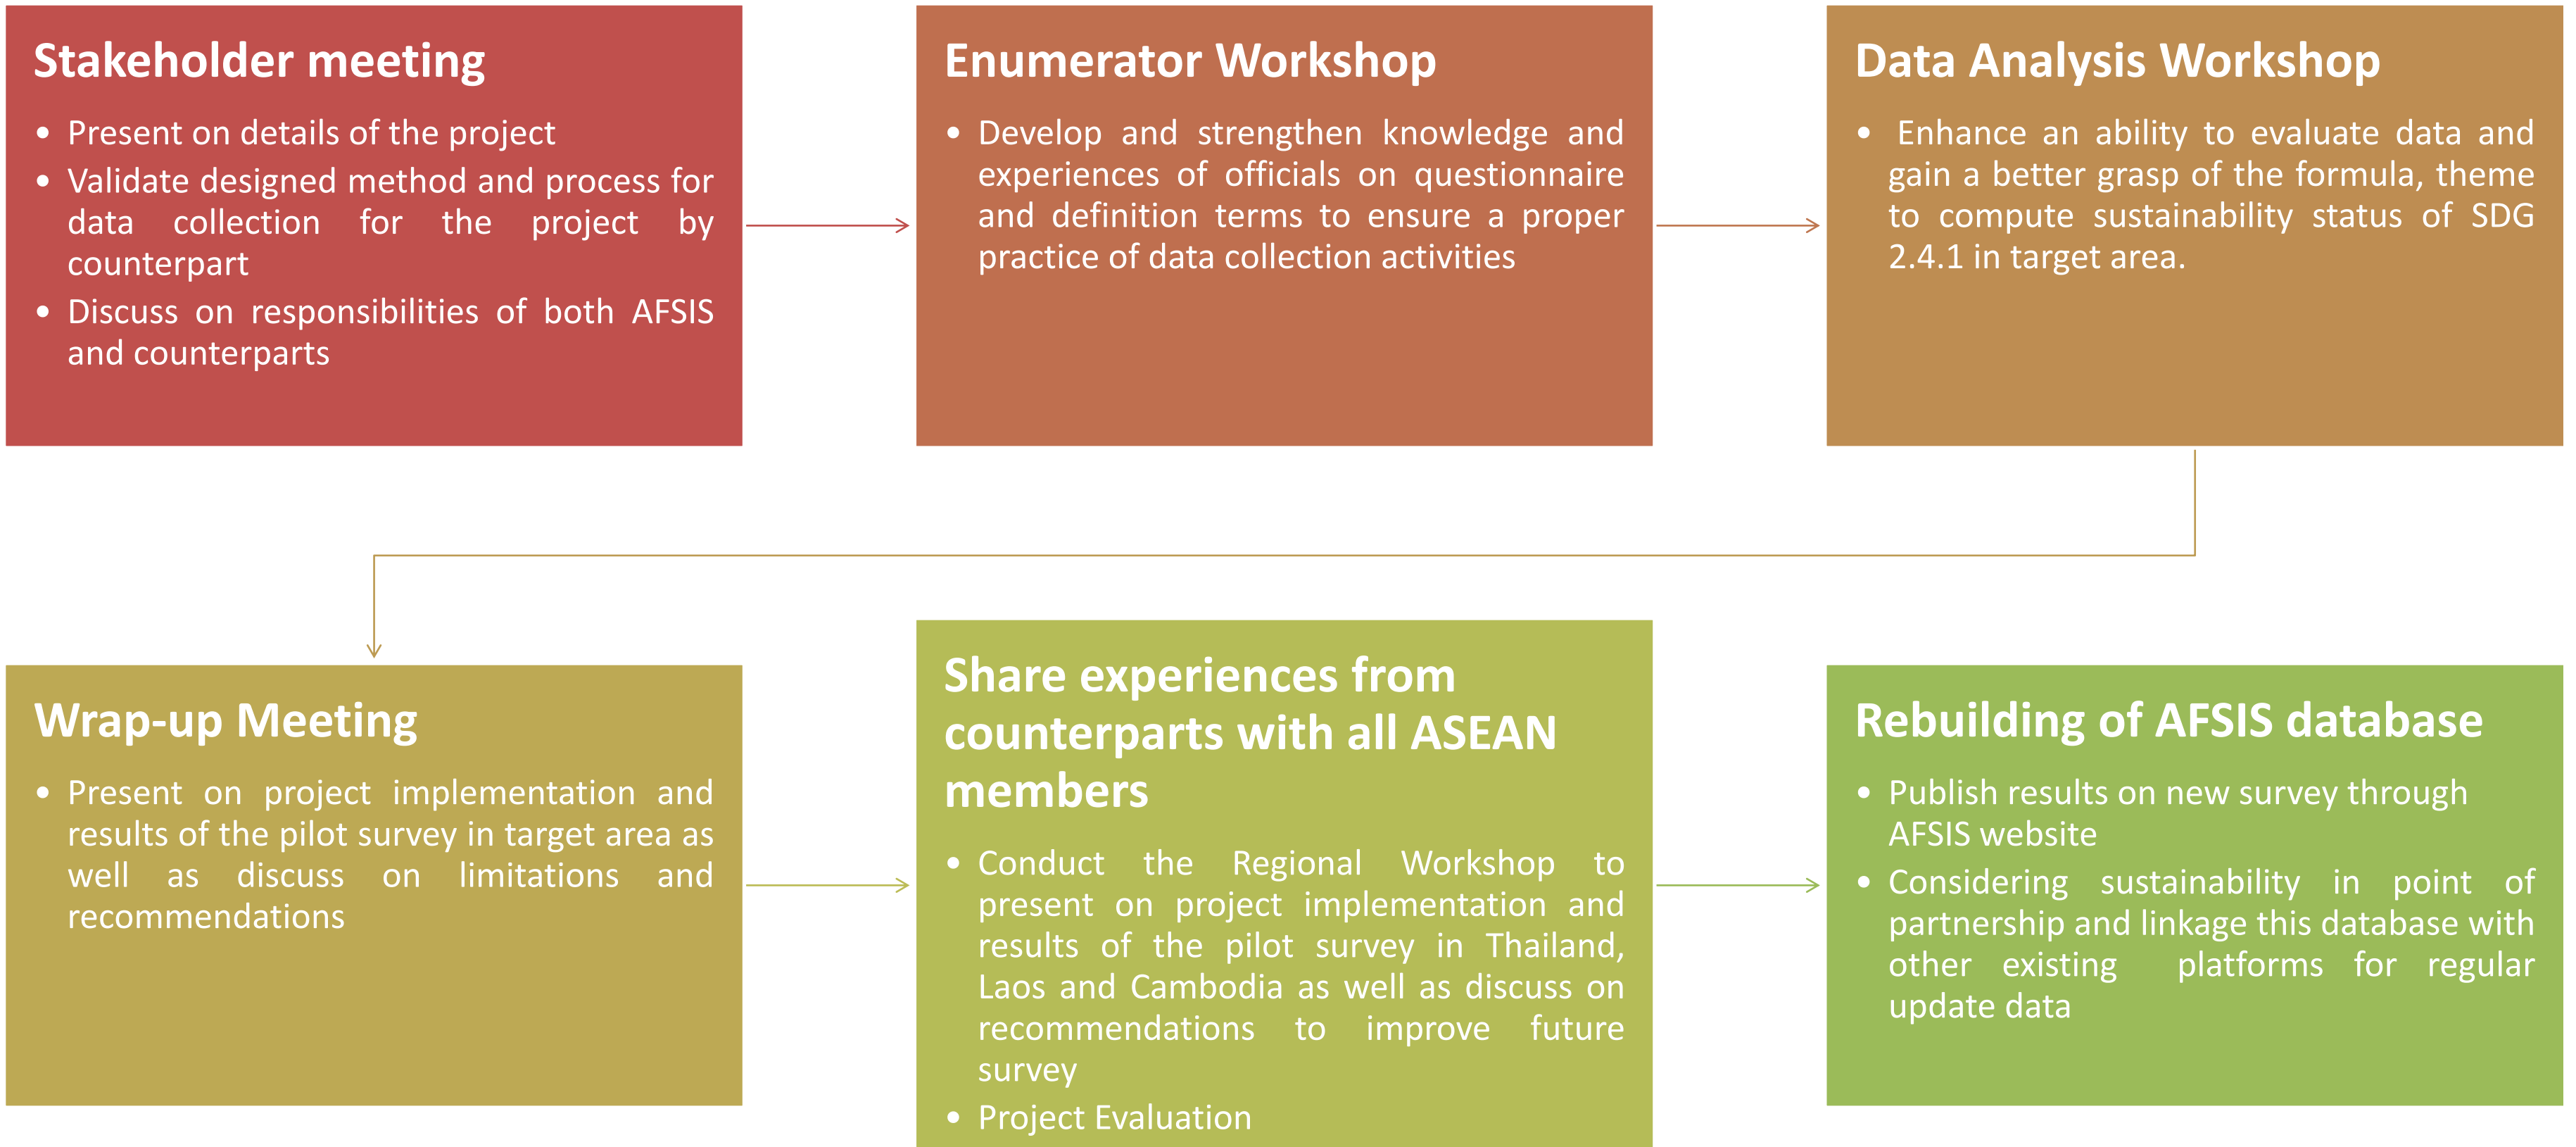 Stakeholder meeting
• Present on details of the project
• Validate designed method and process for
data collection for the project by
counterpart
• Discuss on responsibilities of both AFSIS
and counterparts
Enumerator Workshop
• Develop and strengthen knowledge and
experiences of officials on questionnaire
and definition terms to ensure a proper
practice of data collection activities
Data Analysis Workshop
• Enhance an ability to evaluate data and
gain a better grasp of the formula, theme
to compute sustainability status of SDG
2.4.1 in target area.
Wrap-up Meeting
• Present on project implementation and
results of the pilot survey in target area as
well as discuss on limitations and
recommendations
Share experiences from
counterparts with all ASEAN
members
• Conduct the Regional Workshop to
present on project implementation and
results of the pilot survey in Thailand,
Laos and Cambodia as well as discuss on
recommendations to improve future
survey
• Project Evaluation
Rebuilding of AFSIS database
• Publish results on new survey through
AFSIS website
• Considering sustainability in point of
partnership and linkage this database with
other existing platforms for regular
update data